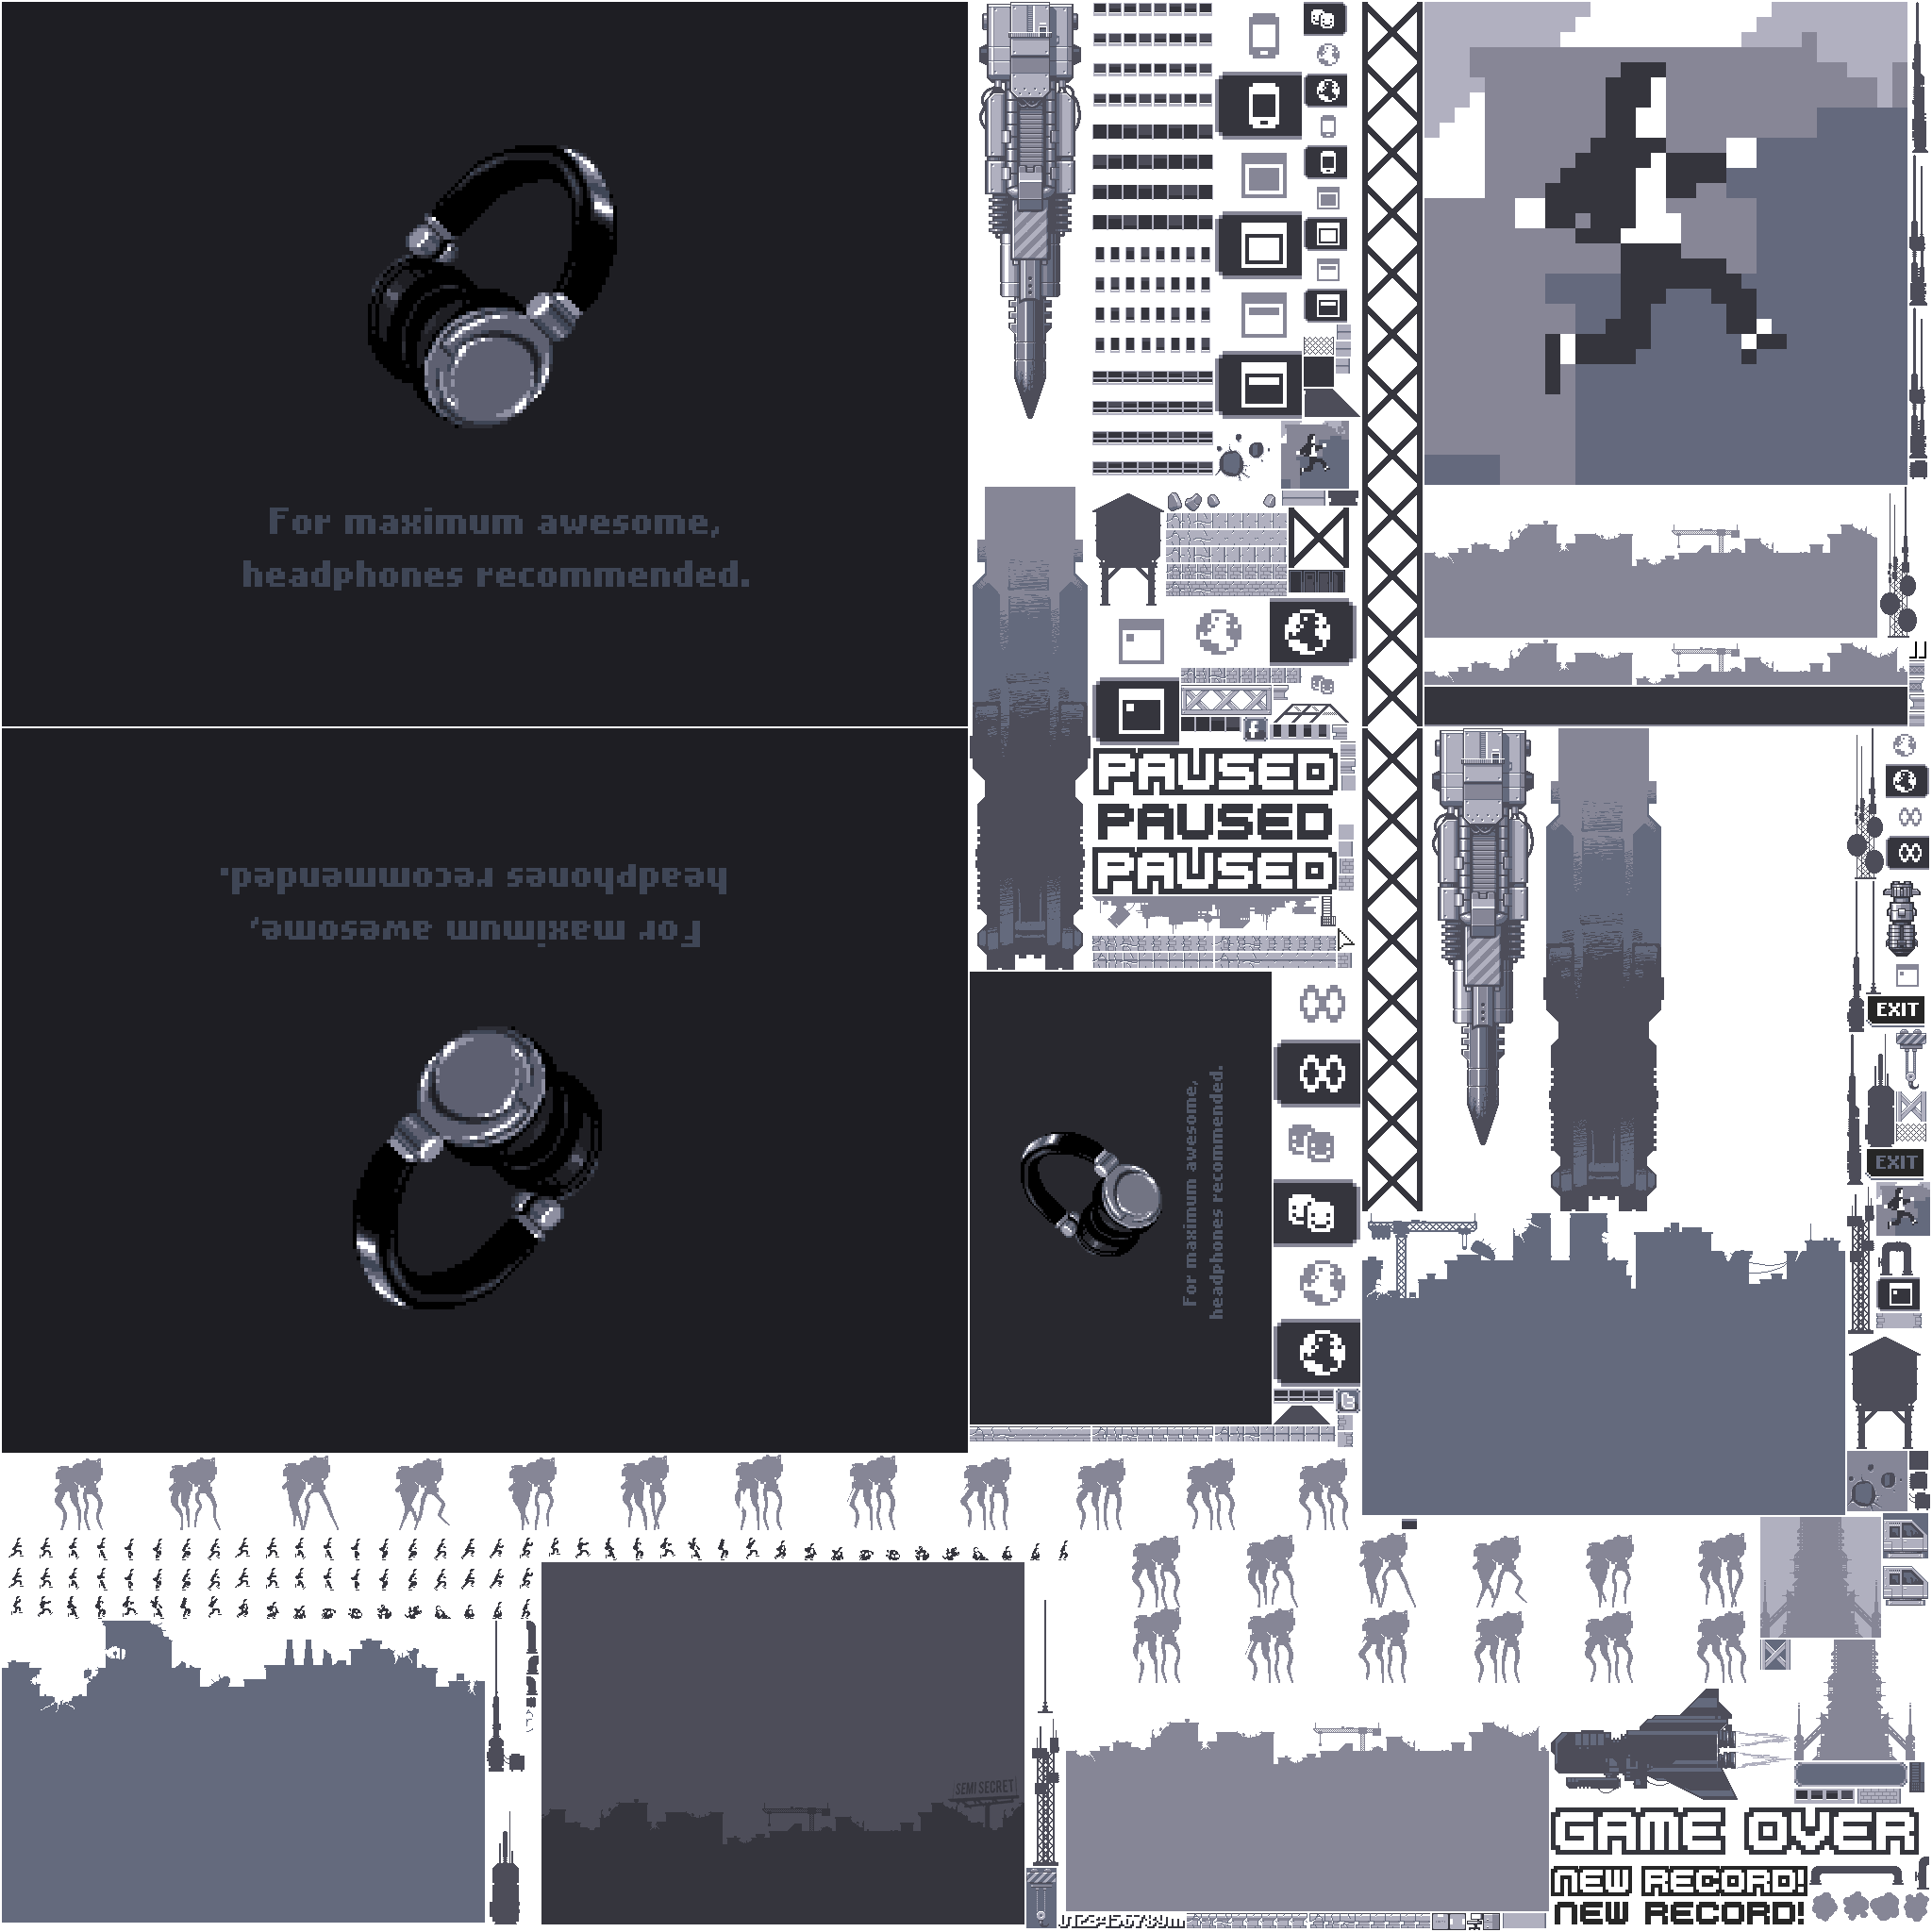 For maximum awesome,
headphones recommended.
PAUSED
PAUSED
PAUSED
For maximum awesome,
headphones recommended.
For maximum awesome,
headphones recommended.
EXIT
EXIT
SEMI SECRET
GAME OVER
NEW RECORD!
NEW RECORD!
0123456789m
f
t